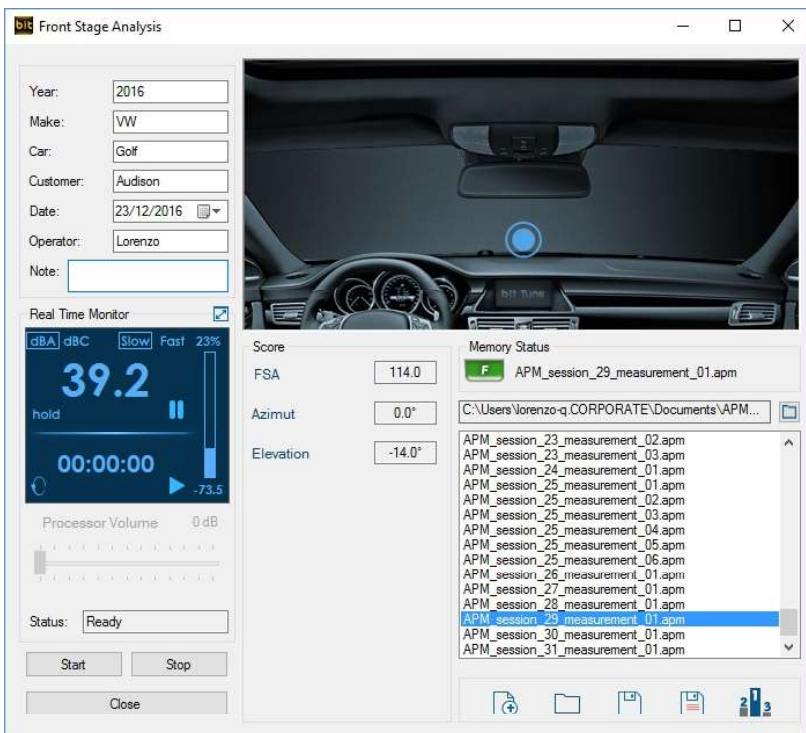 bit Front Stage Analysis
Year: 2016
Make: VW
Car: Golf
Customer: Audison
Date: 23/12/2016
Operator: Lorenzo
Note:
bit Tune
Real Time Monitor
dBA dBC Slow Fast 23%
39.2
hold
00:00:00
-73.5
Processor Volume 0 dB
Status: Ready
Start Stop
Close
Score
FSA 114.0
Azimut 0.0°
Elevation -14.0°
Memory Status
F APM_session_29_measurement_01.apm
C:\Users\lorenzo-q.CORPORATE\Documents\APM...
APM_session_23_measurement_02.apm
APM_session_23_measurement_03.apm
APM_session_24_measurement_01.apm
APM_session_25_measurement_01.apm
APM_session_25_measurement_02.apm
APM_session_25_measurement_03.apm
APM_session_25_measurement_04.apm
APM_session_25_measurement_05.apm
APM_session_25_measurement_06.apm
APM_session_26_measurement_01.apm
APM_session_27_measurement_01.apm
APM_session_28_measurement_01.apm
APM_session_29_measurement_01.apm
APM_session_30_measurement_01.apm
APM_session_31_measurement_01.apm
2 1 3